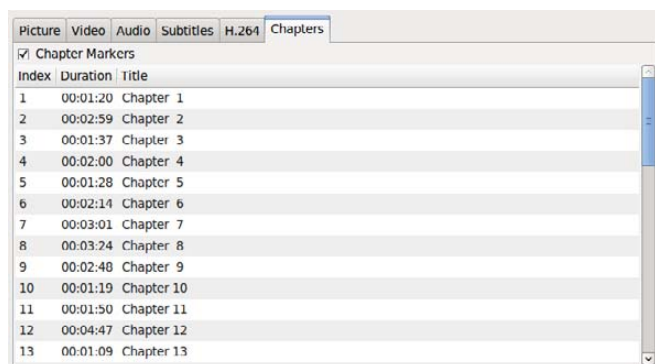 Picture Video Audio Subtitles H.264 Chapters
Chapter Markers
Index Duration Title
1 00:01:20 Chapter 1
2 00:02:59 Chapter 2
3 00:01:37 Chapter 3
4 00:02:00 Chapter 4
5 00:01:28 Chapter 5
6 00:02:14 Chapter 6
7 00:03:01 Chapter 7
8 00:03:24 Chapter 8
9 00:02:48 Chapter 9
10 00:01:19 Chapter 10
11 00:01:50 Chapter 11
12 00:04:47 Chapter 12
13 00:01:09 Chapter 13